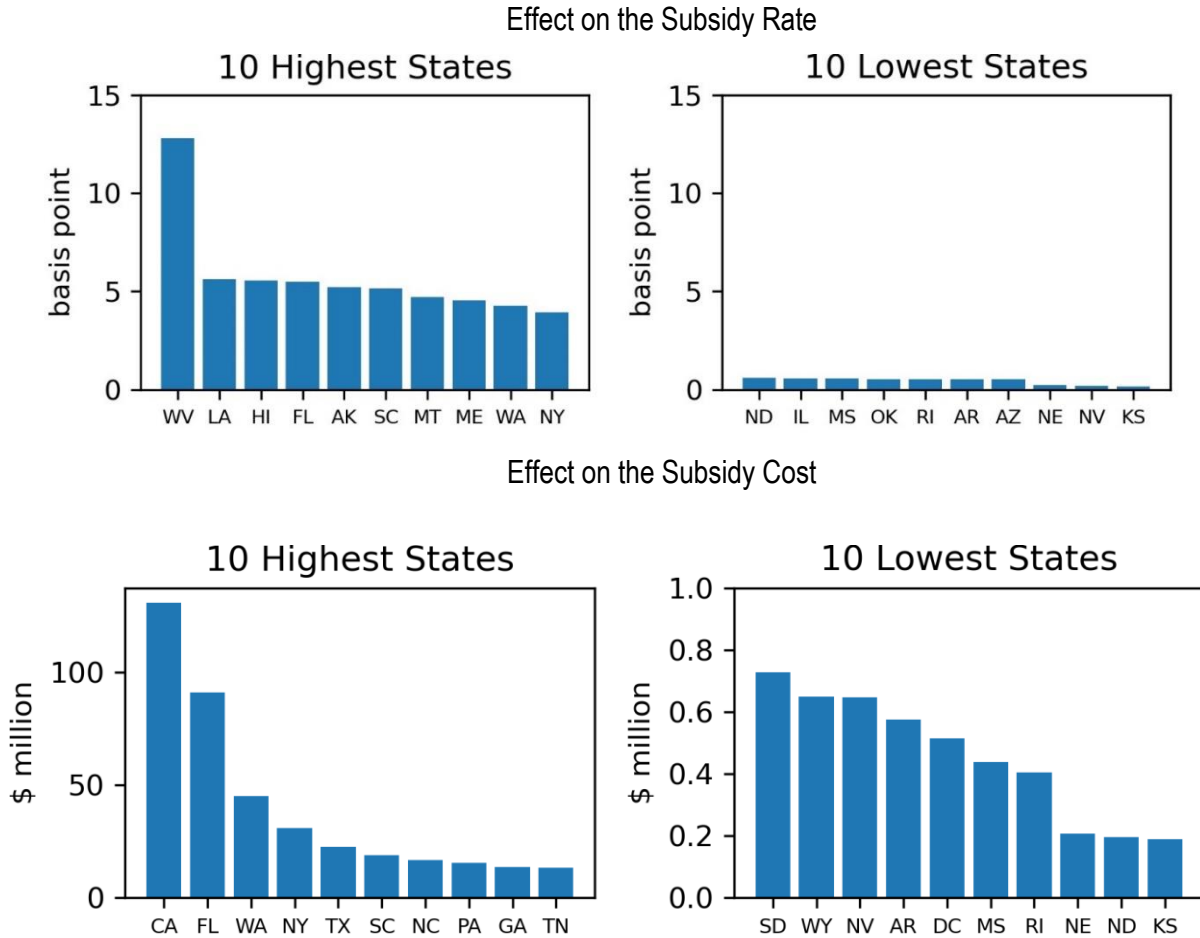 Effect on the Subsidy Rate
10 Highest States
15
10
5
0
basis point
WV LA HI FL AK SC MT ME WA NY
10 Lowest States
15
10
5
0
basis point
ND IL MS OK RI AR AZ NE NV KS
Effect on the Subsidy Cost
10 Highest States
100
50
0
$ million
CA FL WA NY TX SC NC PA GA TN
10 Lowest States
1.0
0.8
0.6
0.4
0.2
0.0
$ million
SD WY NV AR DC MS RI NE ND KS